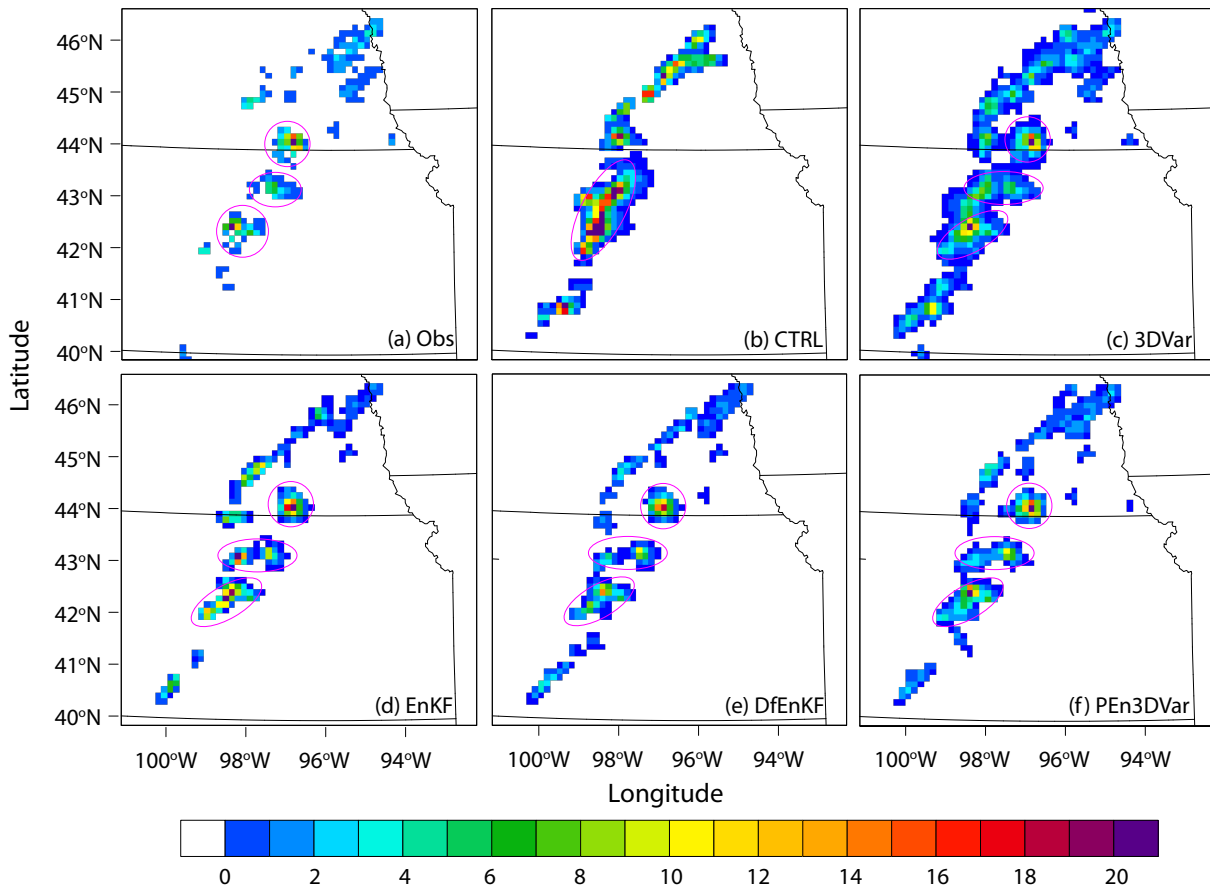 46°N
45°N
44°N
43°N
42°N
41°N
40°N
(a) Obs
(b) CTRL
(c) 3DVar
Latitude
46°N
45°N
44°N
43°N
42°N
41°N
40°N
(d) EnKF
(e) DfEnKF
(f) PEn3DVar
100°W 98°W 96°W 94°W 100°W 98°W 96°W 94°W 100°W 98°W 96°W 94°W
Longitude
0 2 4 6 8 10 12 14 16 18 20